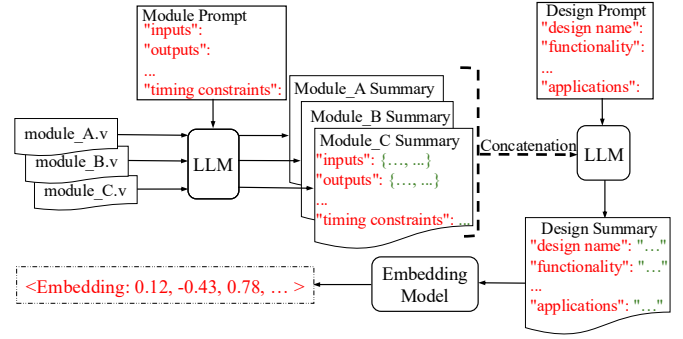 Module Prompt
"inputs":
"outputs":
...
"timing constraints":
Design Prompt
"design name":
"functionality":
...
"applications":
module_A.v
module_B.v
module_C.v
LLM
Module_A Summary
Module_B Summary
Module_C Summary
"inputs": {…, ...}
"outputs": {…, ...}
...
"timing constraints": ...
Concatenation
LLM
Design Summary
"design name": "…"
"functionality": "…"
...
"applications": "…"
Embedding
Model
<Embedding: 0.12, -0.43, 0.78, … >